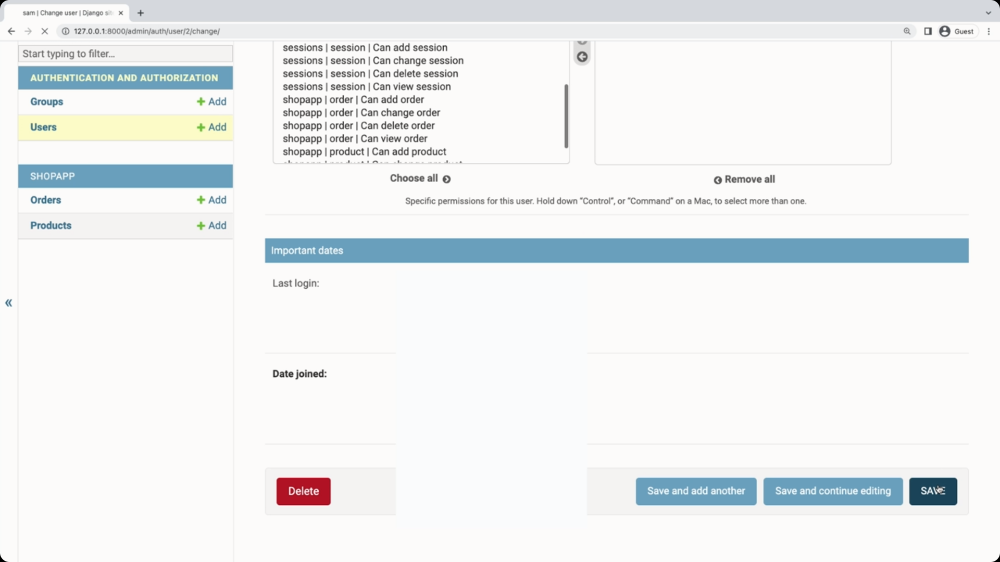 sam | Change user | Django sit
127.0.0.1:8000/admin/auth/user/2/change/
Guest
Start typing to filter...
AUTHENTICATION AND AUTHORIZATION
Groups + Add
Users + Add
SHOPAPP
Orders + Add
Products + Add
«
sessions | session | Can add session
sessions | session | Can change session
sessions | session | Can delete session
sessions | session | Can view session
shopapp | order | Can add order
shopapp | order | Can change order
shopapp | order | Can delete order
shopapp | order | Can view order
shopapp | product | Can add product
shopapp | product | Can change product
Choose all
Remove all
Specific permissions for this user. Hold down “Control”, or “Command” on a Mac, to select more than one.
Important dates
Last login:
Date joined:
Delete
Save and add another
Save and continue editing
SAVE